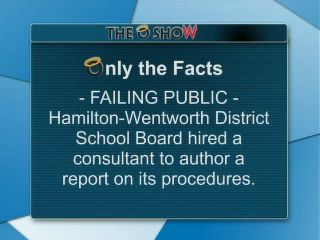 THE O SHOW
Only the Facts
- FAILING PUBLIC -
Hamilton-Wentworth District
School Board hired a
consultant to author a
report on its procedures.